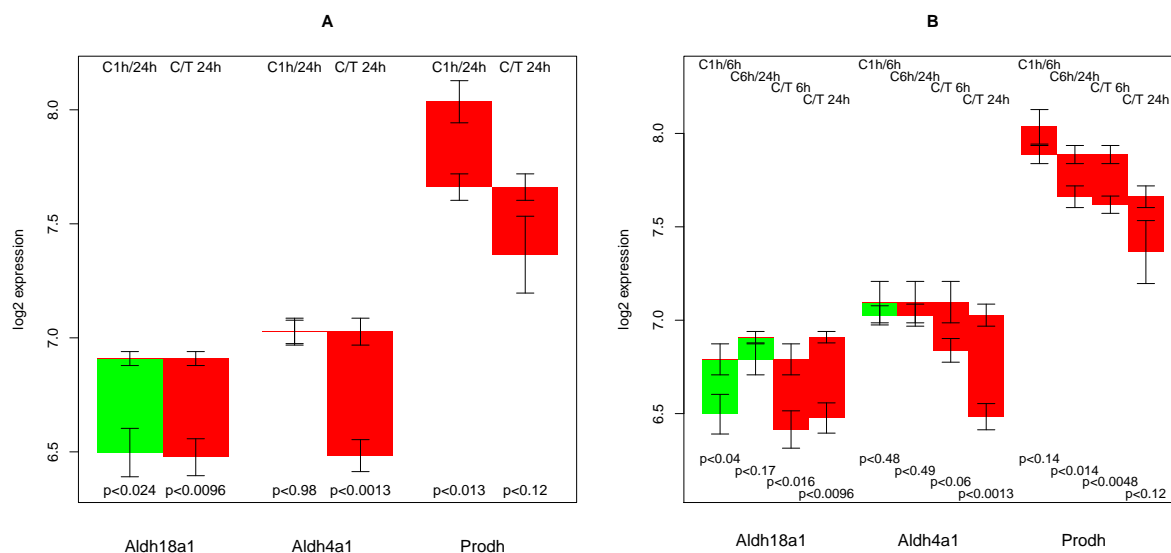 A
log2 expression
8.0
7.5
7.0
6.5
C1h/24h C/T 24h C1h/24h C/T 24h C1h/24h C/T 24h
p<0.024 p<0.0096 p<0.98 p<0.0013 p<0.013 p<0.12
Aldh18a1 Aldh4a1 Prodh
B
log2 expression
8.0
7.5
7.0
6.5
C1h/6h C1h/6h C1h/6h
C6h/24h C6h/24h C6h/24h
C/T 6h C/T 6h C/T 6h
C/T 24h C/T 24h C/T 24h
p<0.04 p<0.48 p<0.14
p<0.17 p<0.49 p<0.014
p<0.016 p<0.06 p<0.0048
p<0.0096 p<0.0013 p<0.12
Aldh18a1 Aldh4a1 Prodh